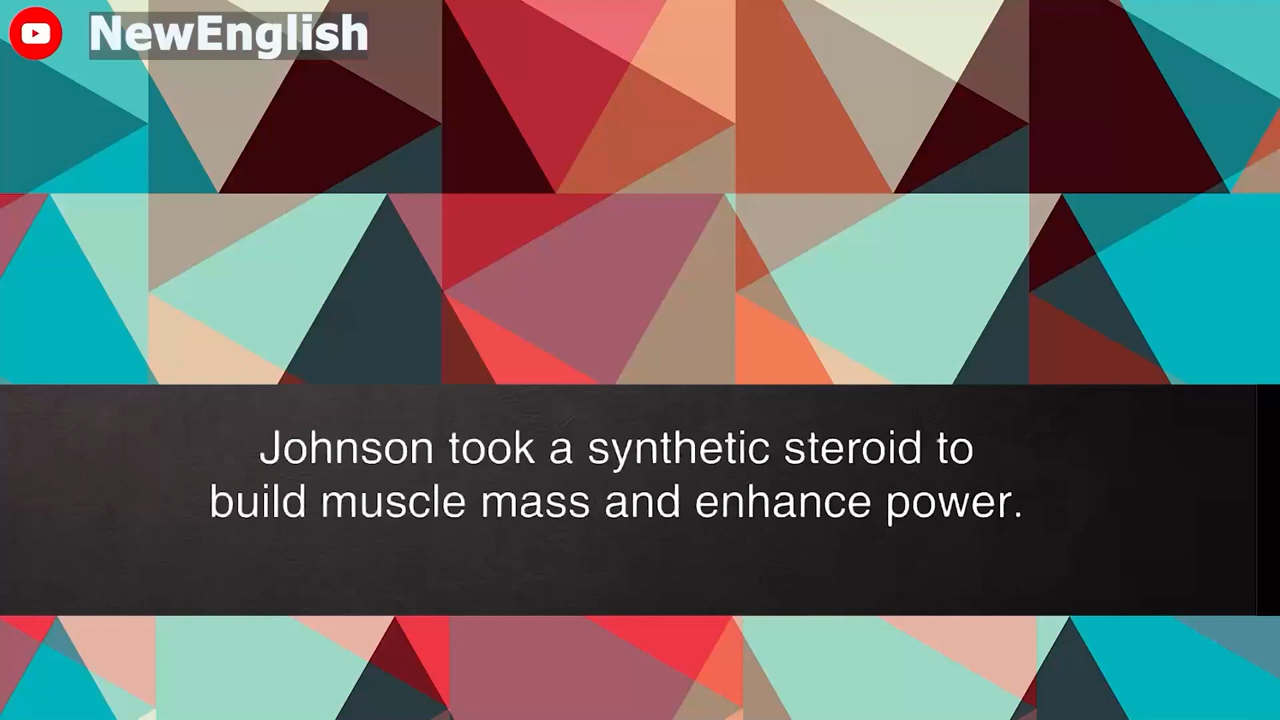 NewEnglish
Johnson took a synthetic steroid to
build muscle mass and enhance power.